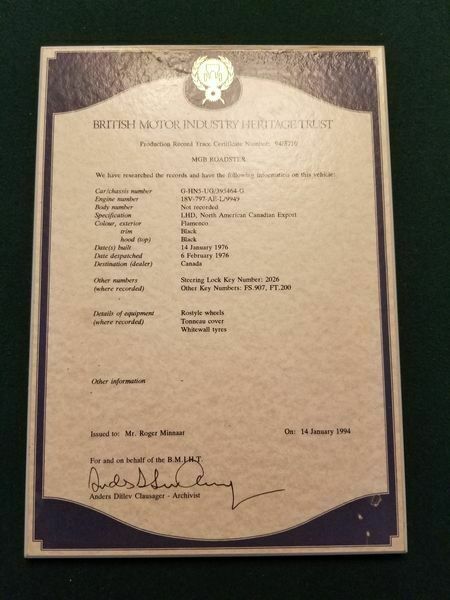 BRITISH MOTOR INDUSTRY HERITAGE TRUST
Production Record Trace Certificate Number: 94/8710
MGB ROADSTER
We have researched the records and have the following information on this vehicle:
Car/chassis number G-HN5-UG/395464-G
Engine number 18V-797-AE-L/9949
Body number Not recorded
Specification LHD, North American Canadian Export
Colour, exterior Flamenco
trim Black
hood (top) Black
Date(s) built 14 January 1976
Date despatched 6 February 1976
Destination (dealer) Canada
Other numbers Steering Lock Key Number: 2026
(where recorded) Other Key Numbers: FS.907, FT.200
Details of equipment Rostyle wheels
(where recorded) Tonneau cover
Whitewall tyres
Other information -
Issued to: Mr. Roger Minnaat On: 14 January 1994
For and on behalf of the B.M.I.H.T.
Anders Ditlev Clausager - Archivist